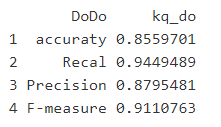 DoDo kq_do
1 accuraty 0.8559701
2 Recal 0.9449489
3 Precision 0.8795481
4 F-measure 0.9110763